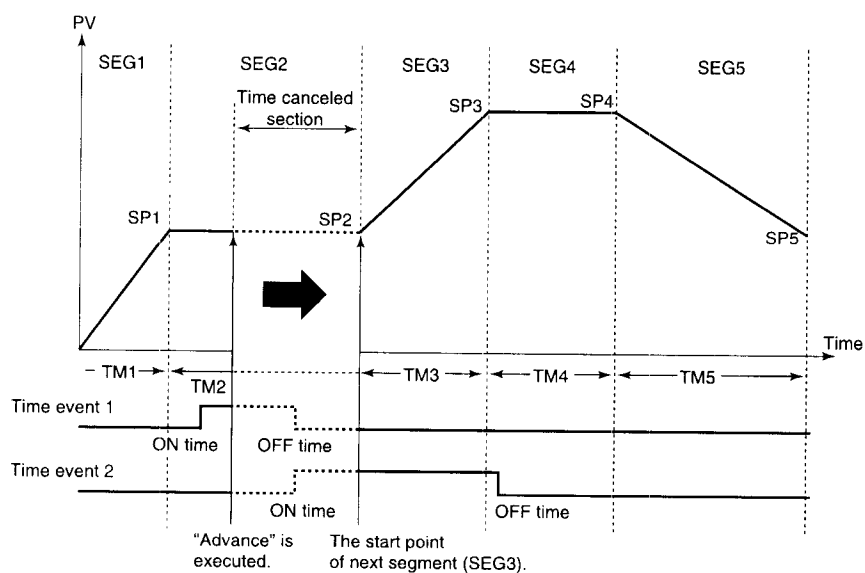 PV
SEG1
SEG2
SEG3
SEG4
SEG5
Time canceled
section
SP3
SP4
SP1
SP2
SP5
Time
TM1
TM2
TM3
TM4
TM5
Time event 1
ON time
OFF time
Time event 2
ON time
OFF time
"Advance" is
executed.
The start point
of next segment (SEG3).